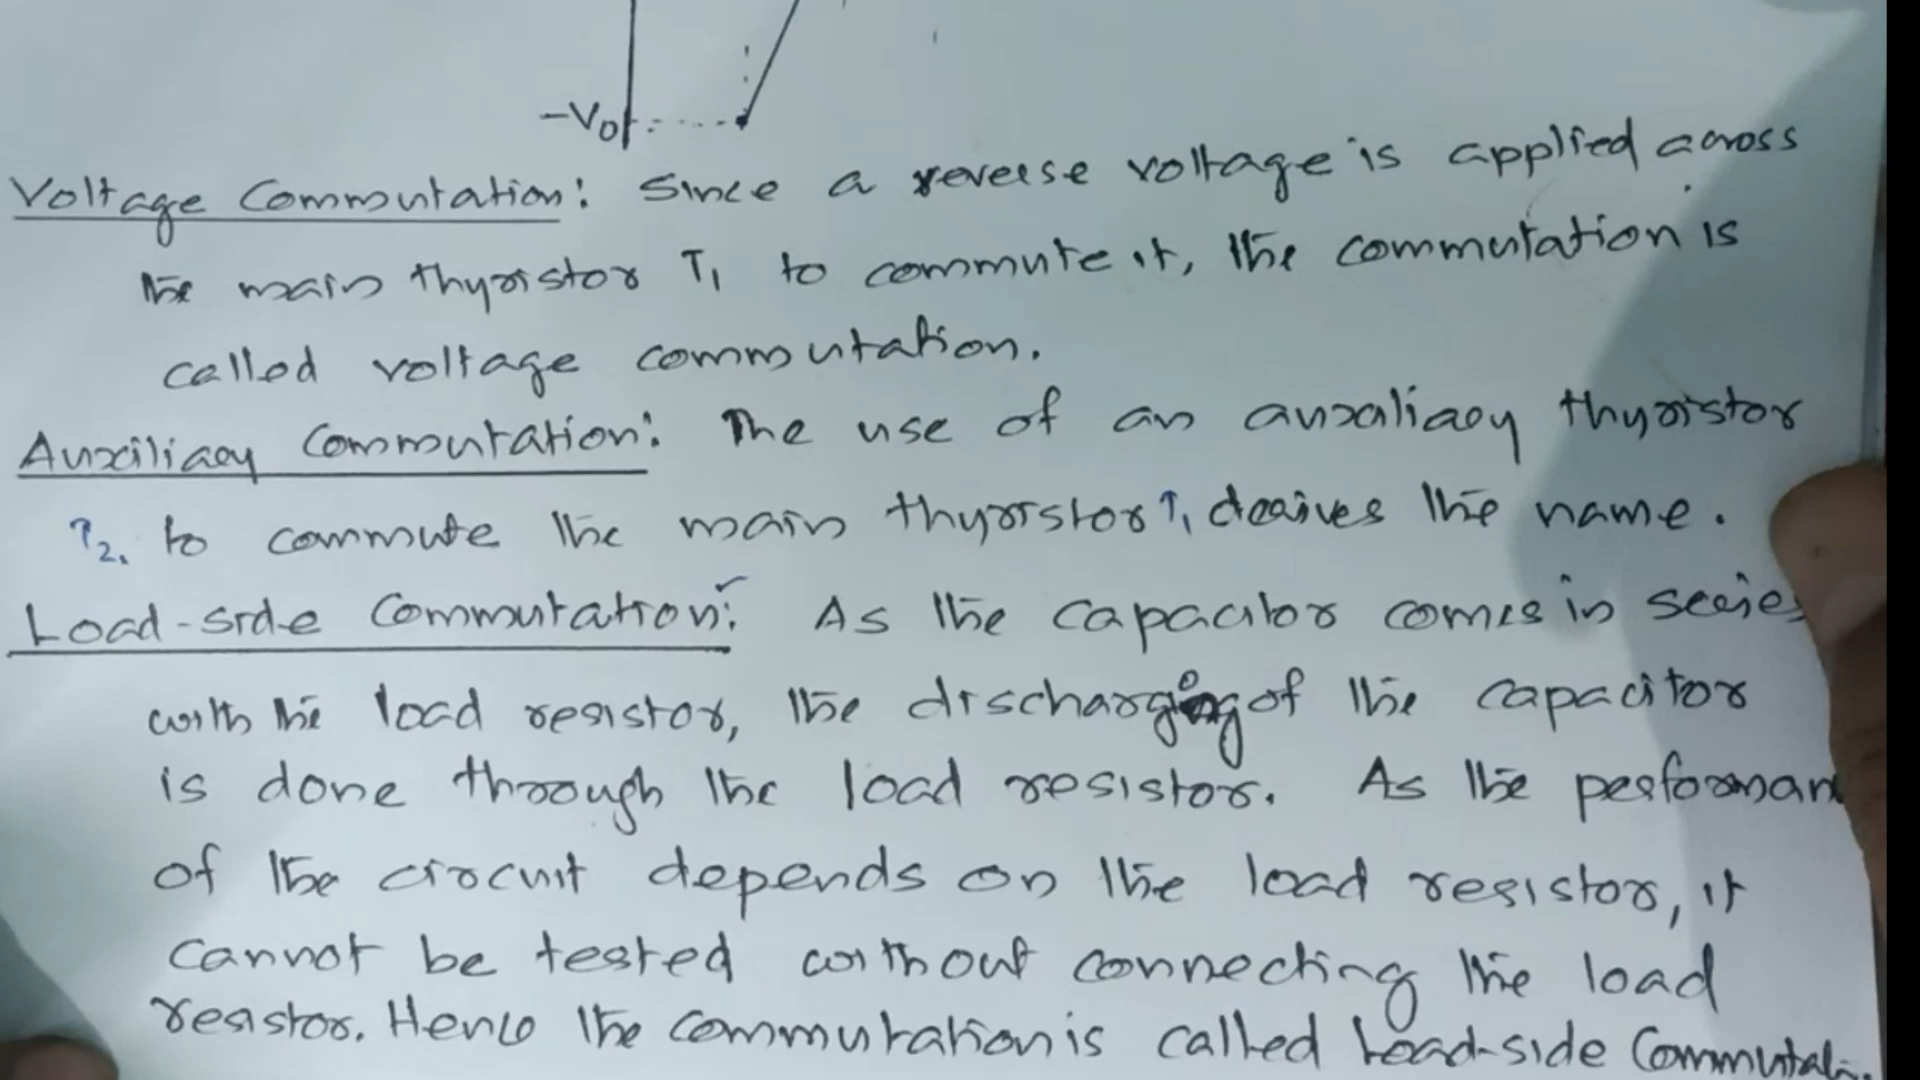 -V0
Voltage Commutation: Since a reverse voltage is applied across
the main thyristor T1 to commute it, the commutation is
called voltage commutation.
Auxiliary Commutation: The use of an auxaliary thyristor
T2, to commute the main thyristor T1 derives the name.
Load-side Commutation: As the capacitor comes in series
with the load resistor, the discharging of the capacitor
is done through the load resistor. As the performan
of the circuit depends on the load resistor, it
cannot be tested without connecting the load
resistor. Hence the commutation is called Load-side Commutati